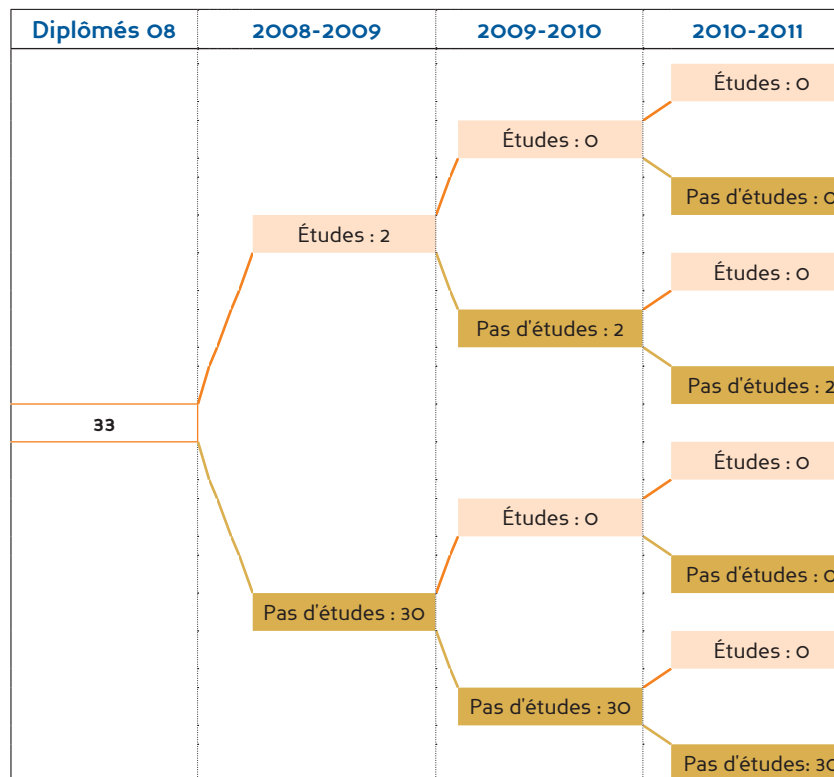 Diplômés 08 2008-2009 2009-2010 2010-2011
Études : 0
Études : 0
Pas d'études : 0
Études : 2
Études : 0
Pas d'études : 2
Pas d'études : 2
33
Études : 0
Études : 0
Pas d'études : 0
Pas d'études : 30
Études : 0
Pas d'études : 30
Pas d'études: 30